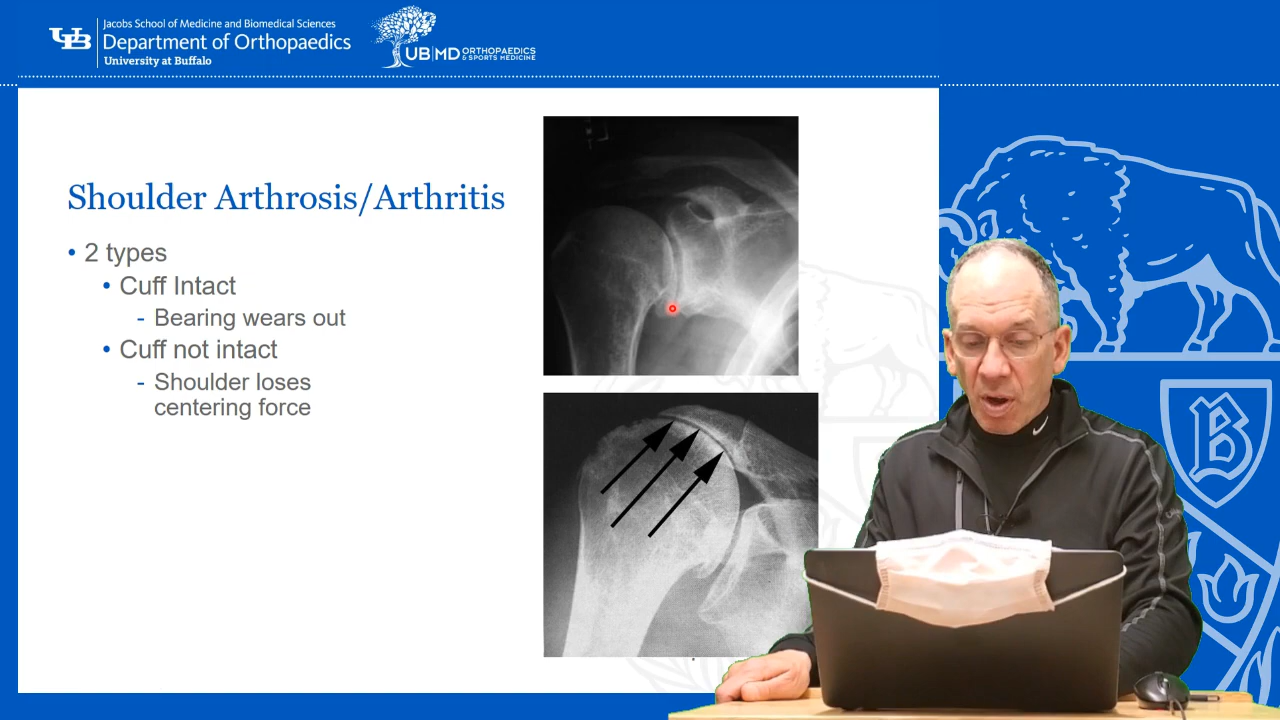 Jacobs School of Medicine and Biomedical Sciences
UB
Department of Orthopaedics
University at Buffalo
UB|MD ORTHOPAEDICS
& SPORTS MEDICINE
Shoulder Arthrosis/Arthritis
• 2 types
• Cuff Intact
- Bearing wears out
• Cuff not intact
- Shoulder loses
centering force
B